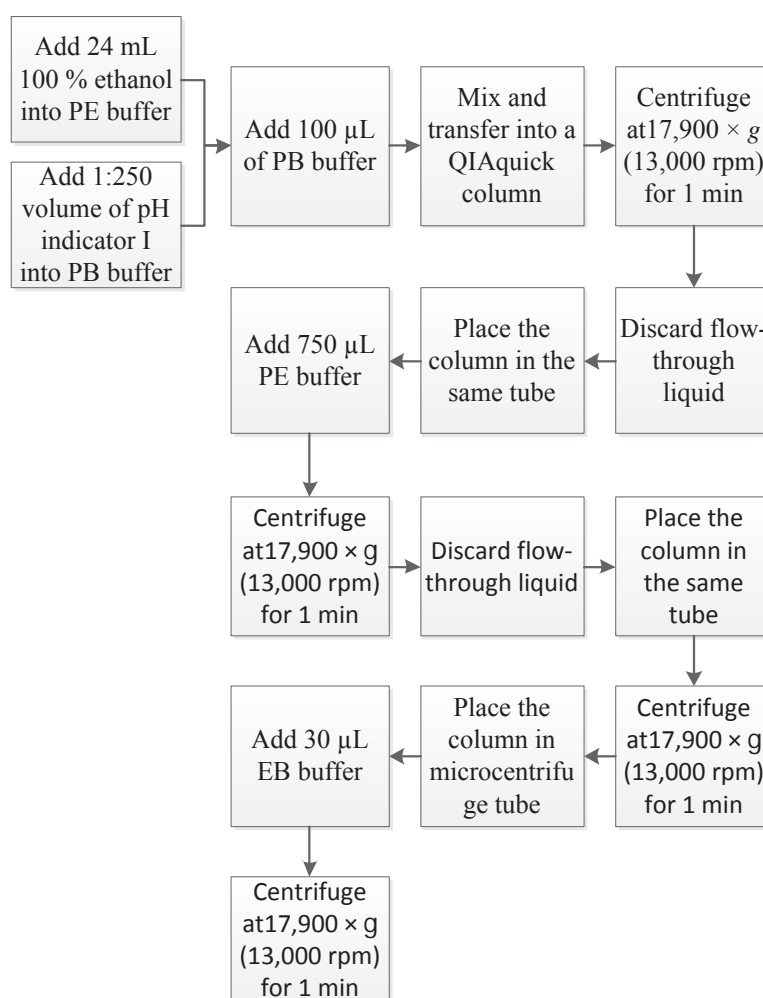 Add 24 mL
100 % ethanol
into PE buffer
Add 1:250
volume of pH
indicator I
into PB buffer
Add 100 µL
of PB buffer
Mix and
transfer into a
QIAquick
column
Centrifuge
at17,900 × g
(13,000 rpm)
for 1 min
Discard flow-
through
liquid
Place the
column in the
same tube
Add 750 µL
PE buffer
Centrifuge
at17,900 × g
(13,000 rpm)
for 1 min
Discard flow-
through liquid
Place the
column in
the same
tube
Centrifuge
at17,900 × g
(13,000 rpm)
for 1 min
Place the
column in
microcentrifu
ge tube
Add 30 µL
EB buffer
Centrifuge
at17,900 × g
(13,000 rpm)
for 1 min